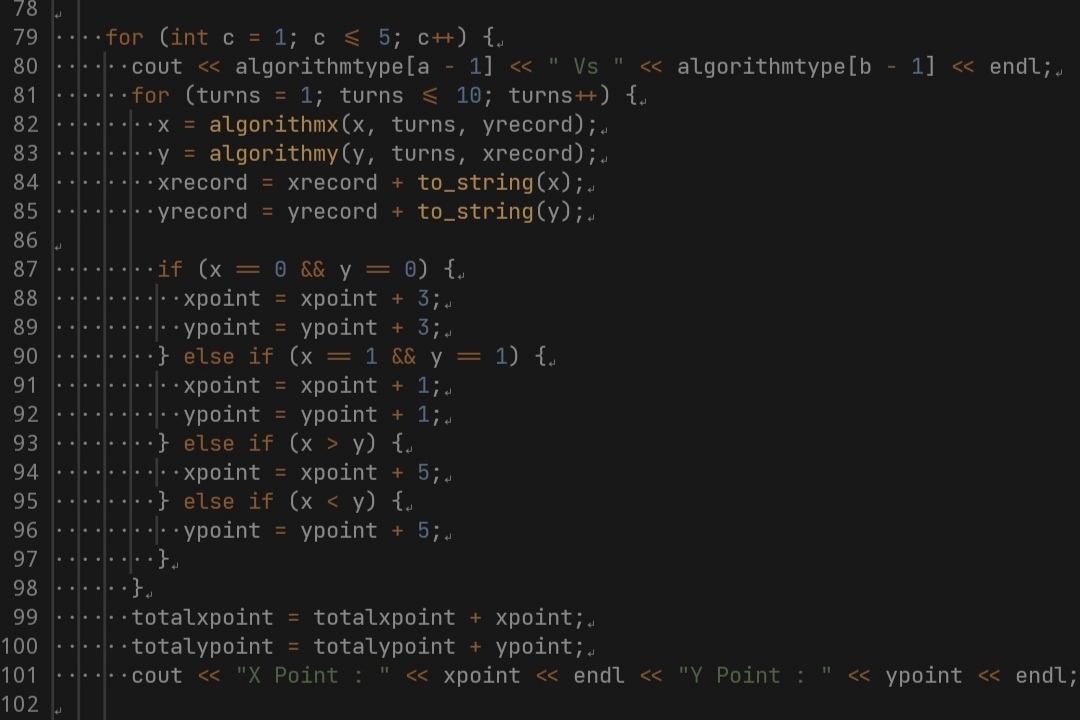 78
79 for (int c = 1; c <= 5; c++) {
80 cout << algorithmtype[a - 1] << " Vs " << algorithmtype[b - 1] << endl;
81 for (turns = 1; turns <= 10; turns++) {
82 x = algorithmx(x, turns, yrecord);
83 y = algorithmy(y, turns, xrecord);
84 xrecord = xrecord + to_string(x);
85 yrecord = yrecord + to_string(y);
86
87 if (x == 0 && y == 0) {
88 xpoint = xpoint + 3;
89 ypoint = ypoint + 3;
90 } else if (x == 1 && y == 1) {
91 xpoint = xpoint + 1;
92 ypoint = ypoint + 1;
93 } else if (x > y) {
94 xpoint = xpoint + 5;
95 } else if (x < y) {
96 ypoint = ypoint + 5;
97 }
98 }
99 totalxpoint = totalxpoint + xpoint;
100 totalypoint = totalypoint + ypoint;
101 cout << "X Point : " << xpoint << endl << "Y Point : " << ypoint << endl;
102